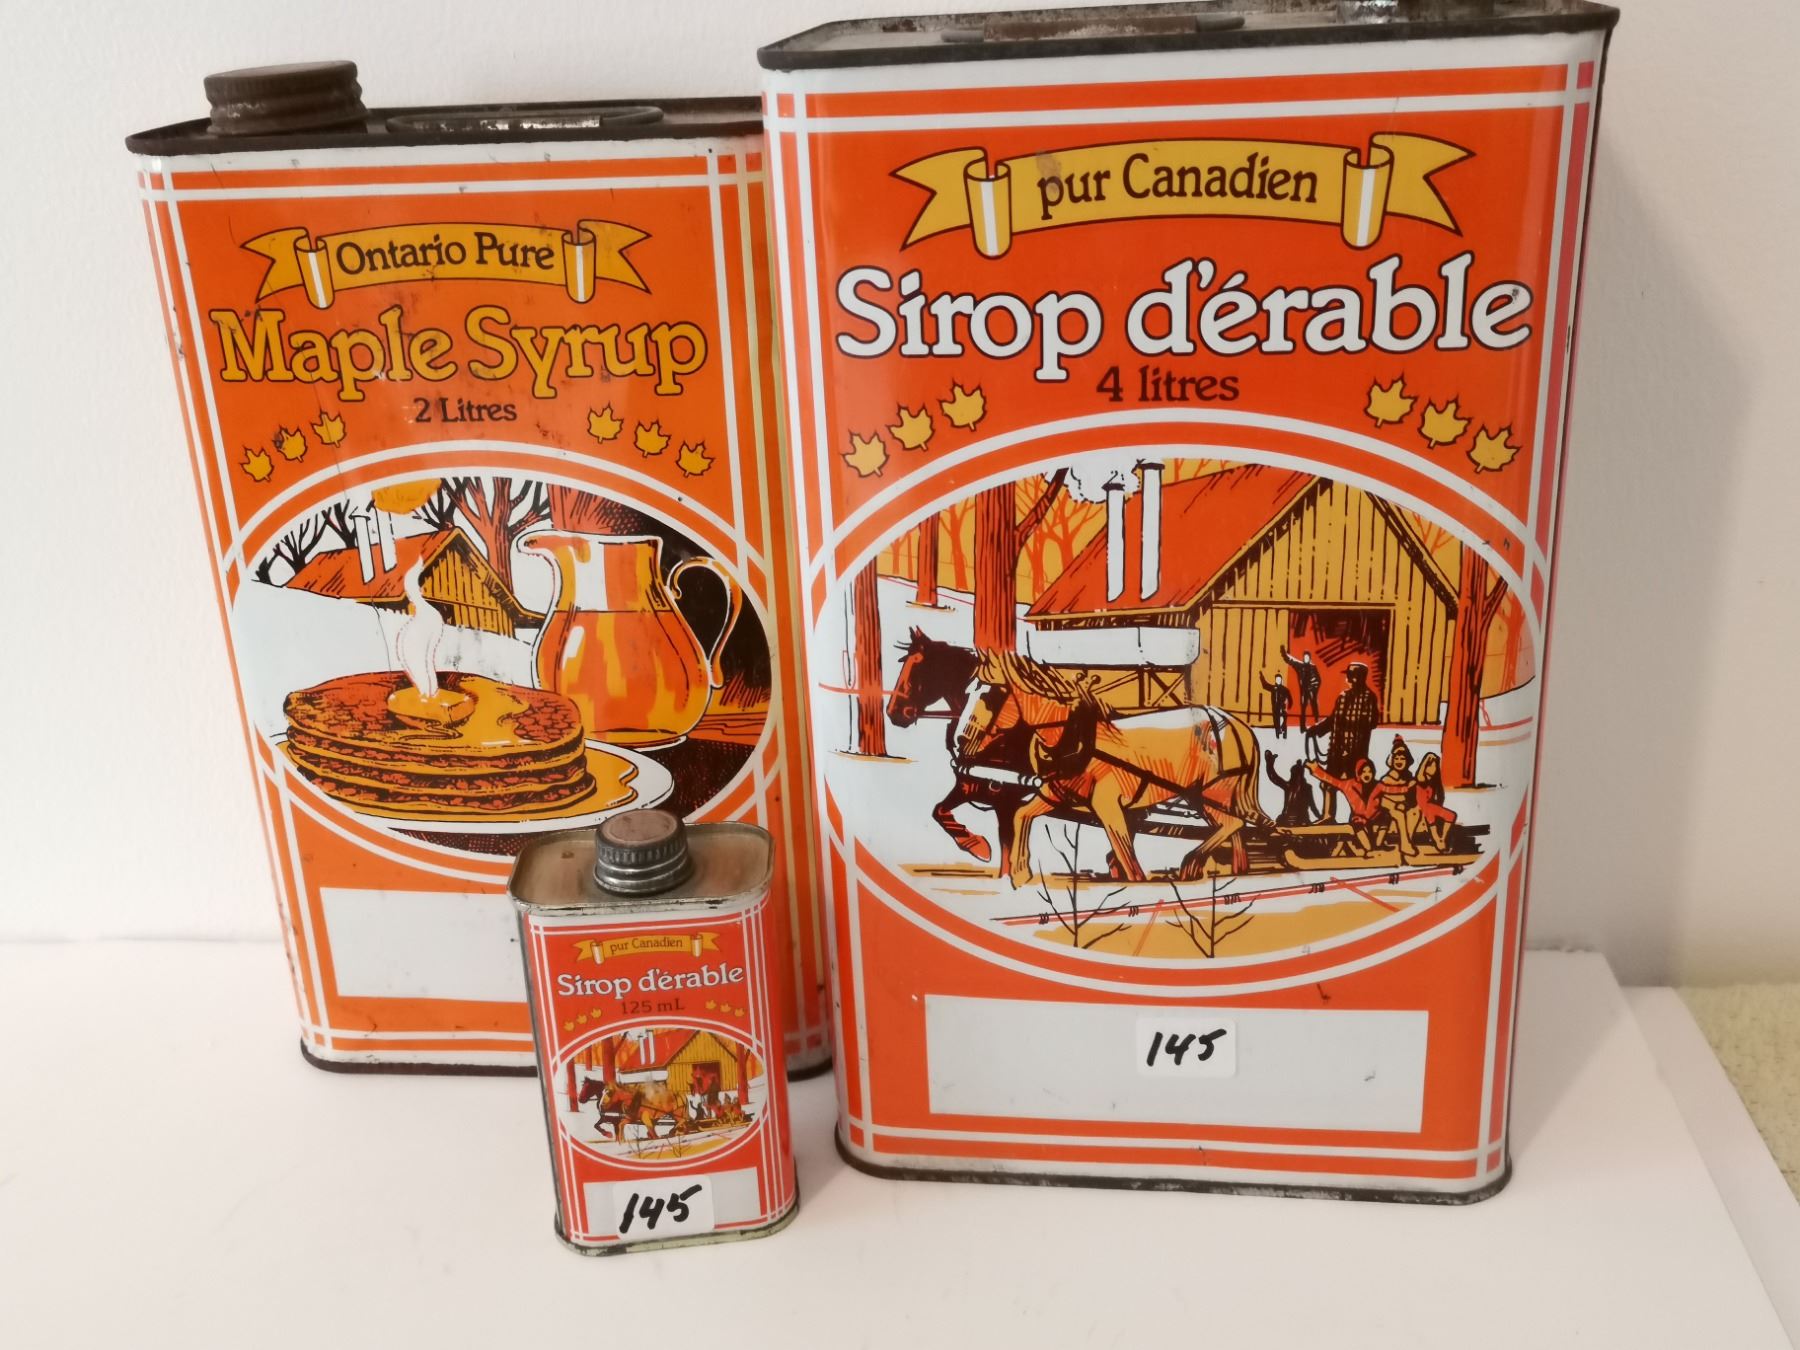 Ontario Pure
Maple Syrup
2 Litres
pur Canadien
Sirop d'érable
4 litres
145
pur Canadien
Sirop d'érable
125 mL
145